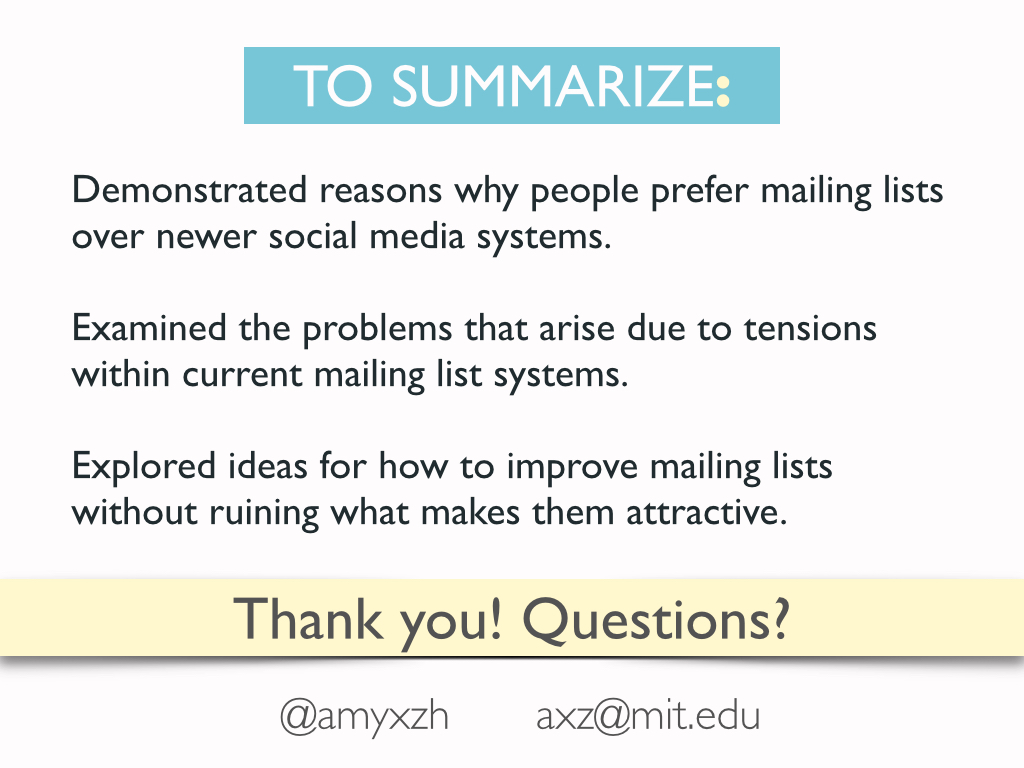 TO SUMMARIZE:
Demonstrated reasons why people prefer mailing lists
over newer social media systems.
Examined the problems that arise due to tensions
within current mailing list systems.
Explored ideas for how to improve mailing lists
without ruining what makes them attractive.
Thank you! Questions?
@amyxzh axz@mit.edu